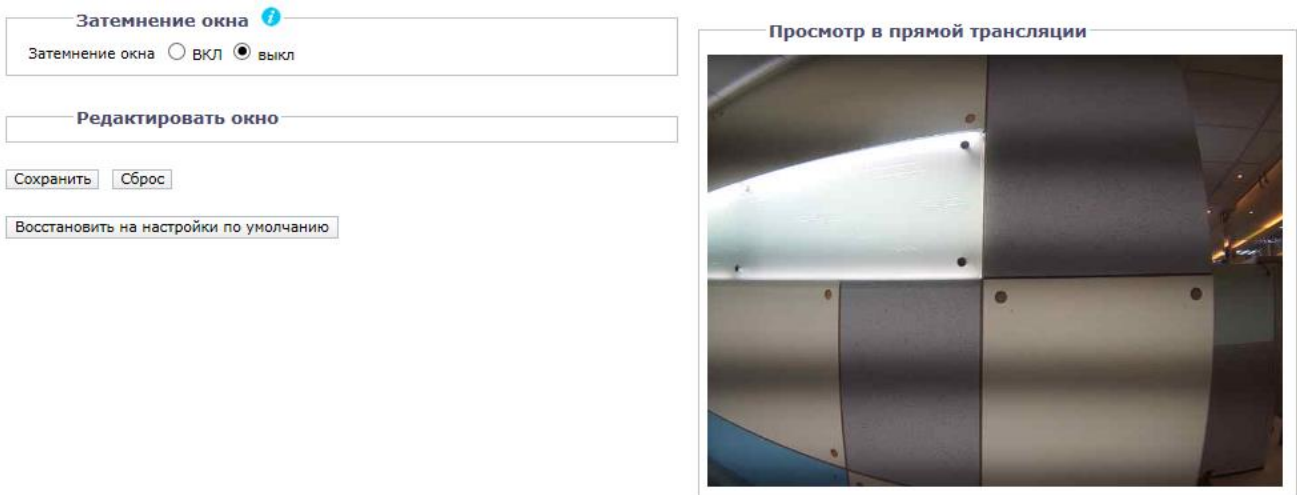 Затемнение окна i
Затемнение окна ВКЛ выкл
Редактировать окно
Сохранить Сброс
Восстановить на настройки по умолчанию
Просмотр в прямой трансляции